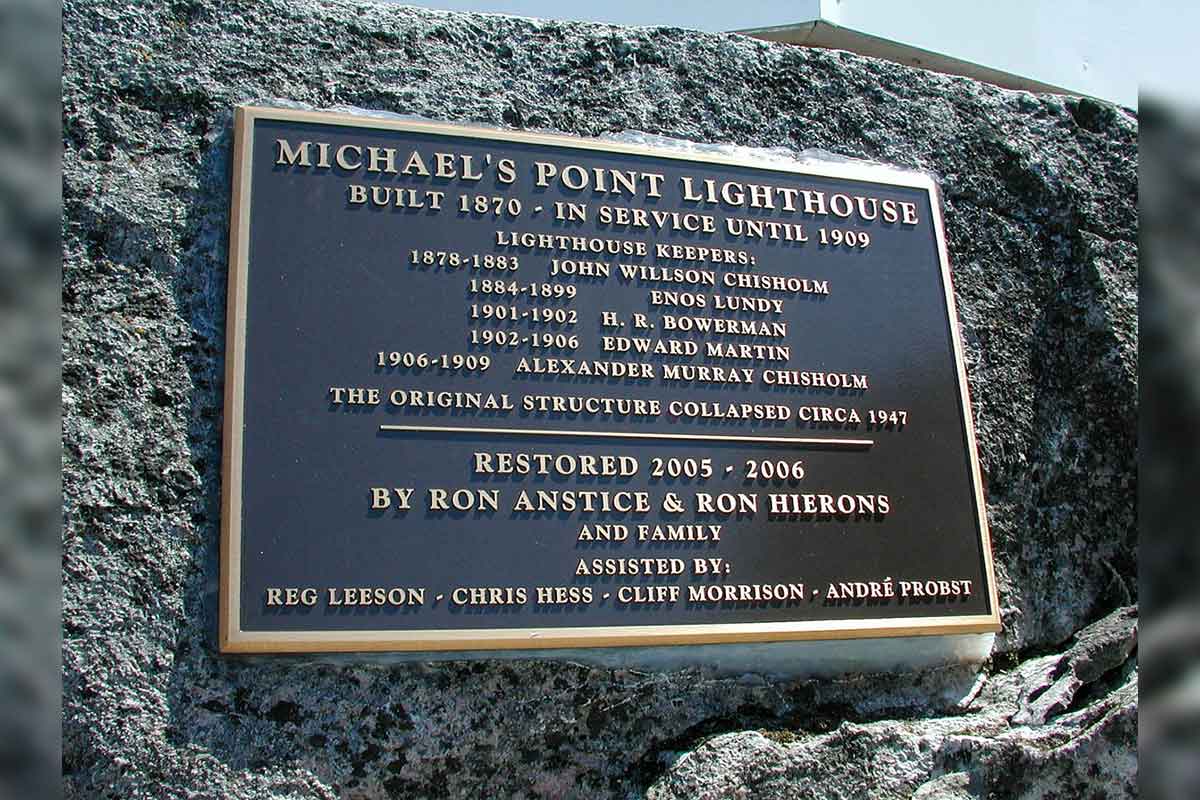 MICHAEL'S POINT LIGHTHOUSE
BUILT 1870 - IN SERVICE UNTIL 1909
LIGHTHOUSE KEEPERS:
1878-1883 JOHN WILLSON CHISHOLM
1884-1899 ENOS LUNDY
1901-1902 H. R. BOWERMAN
1902-1906 EDWARD MARTIN
1906-1909 ALEXANDER MURRAY CHISHOLM
THE ORIGINAL STRUCTURE COLLAPSED CIRCA 1947
RESTORED 2005 - 2006
BY RON ANSTICE & RON HIERONS
AND FAMILY
ASSISTED BY:
REG LEESON - CHRIS HESS - CLIFF MORRISON - ANDRÉ PROBST